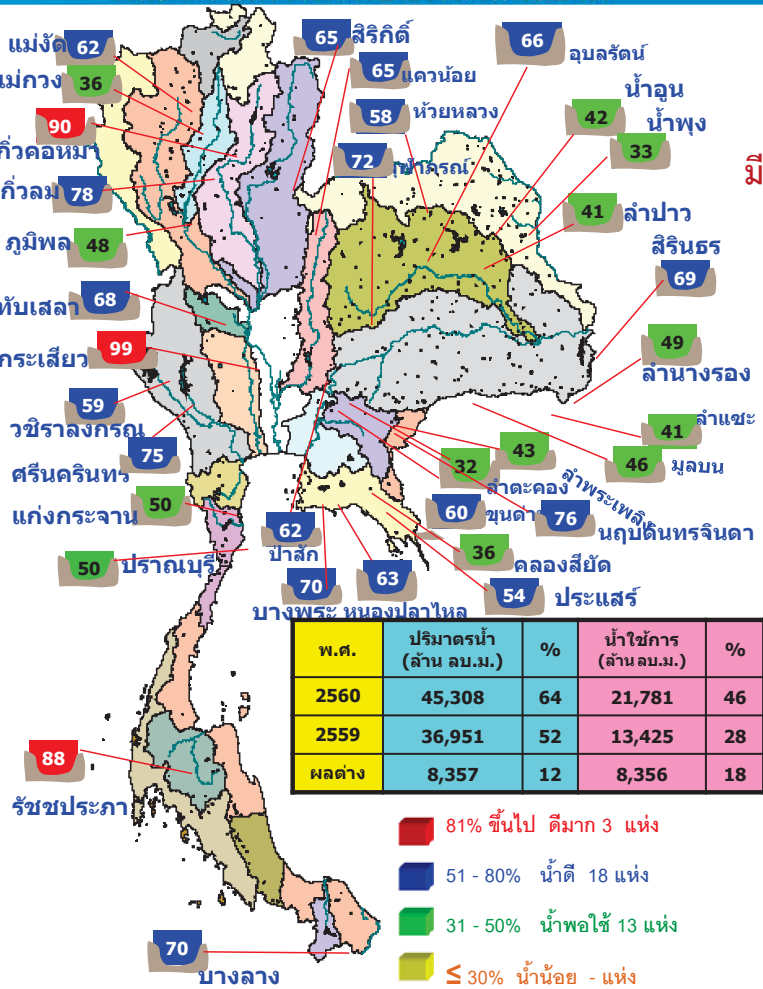 แม่งัด 62
แม่กวง 36
90
กิ่วคอหมา
กิ่วลม 78
ภูมิพล 48
ทับเสลา 68
กระเสียว 99
59
วชิราลงกรณ
75
ศรีนครินทร์
แก่งกระจาน 50
50 ปราณบุรี
65 สิริกิติ์
65 แควน้อย
58 ห้วยหลวง
72
66 อุบลรัตน์
น้ำอูน
42
น้ำพุง
33
41 ลำปาว
สิรินธร
69
49
ลำนางรอง
41 ลำแชะ
46 มูลบน
43
ลำพระเพลิง
32
ลำตะคอง
60
76 นฤบดินทรจินดา
36 คลองสียัด
54 ประแสร์
62
ป่าสัก
70
บางพระ
63
หนองปลาไหล
มี
พ.ศ. ปริมาตรน้ำ (ล้าน ลบ.ม.) % น้ำใช้การ (ล้าน ลบ.ม.) %
2560 45,308 64 21,781 46
2559 36,951 52 13,425 28
ผลต่าง 8,357 12 8,356 18
88
รัชชประภา
70
บางลาง
81% ขึ้นไป ดีมาก 3 แห่ง
51 - 80% น้ำดี 18 แห่ง
31 - 50% น้ำพอใช้ 13 แห่ง
≤ 30% น้ำน้อย - แห่ง